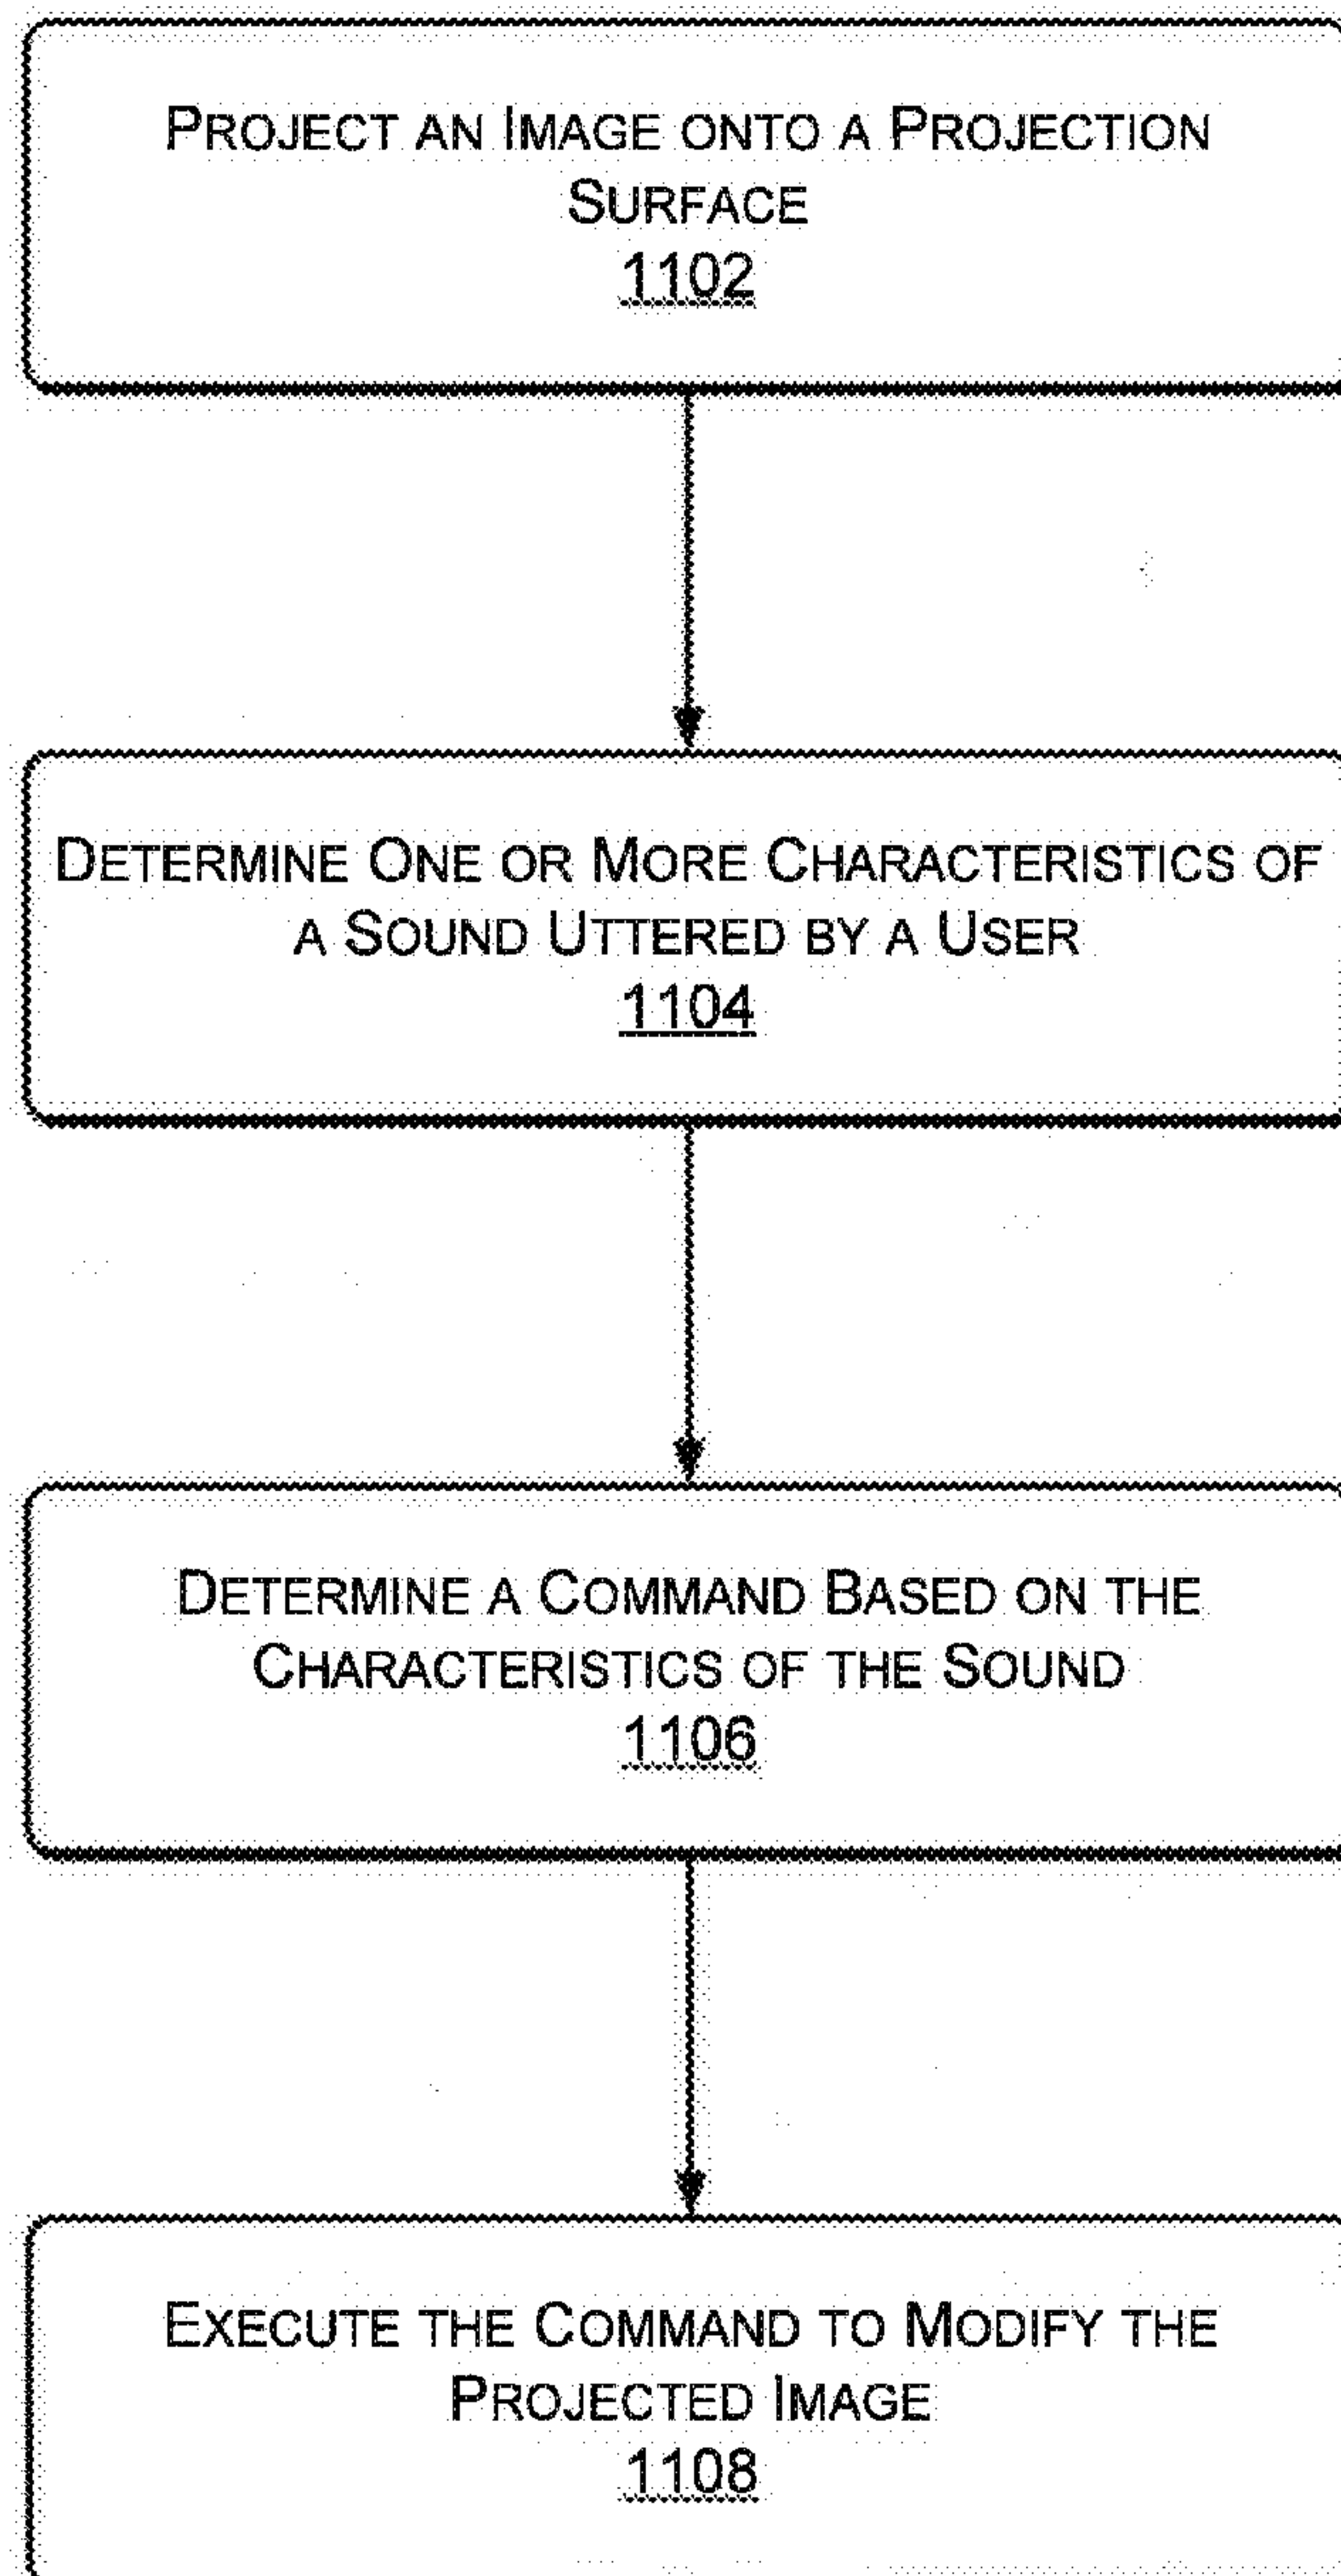 PROJECT AN IMAGE ONTO A PROJECTION
SURFACE
1102
DETERMINE ONE OR MORE CHARACTERISTICS OF
A SOUND UTTERED BY A USER
1104
DETERMINE A COMMAND BASED ON THE
CHARACTERISTICS OF THE SOUND
1106
EXECUTE THE COMMAND TO MODIFY THE
PROJECTED IMAGE
1108